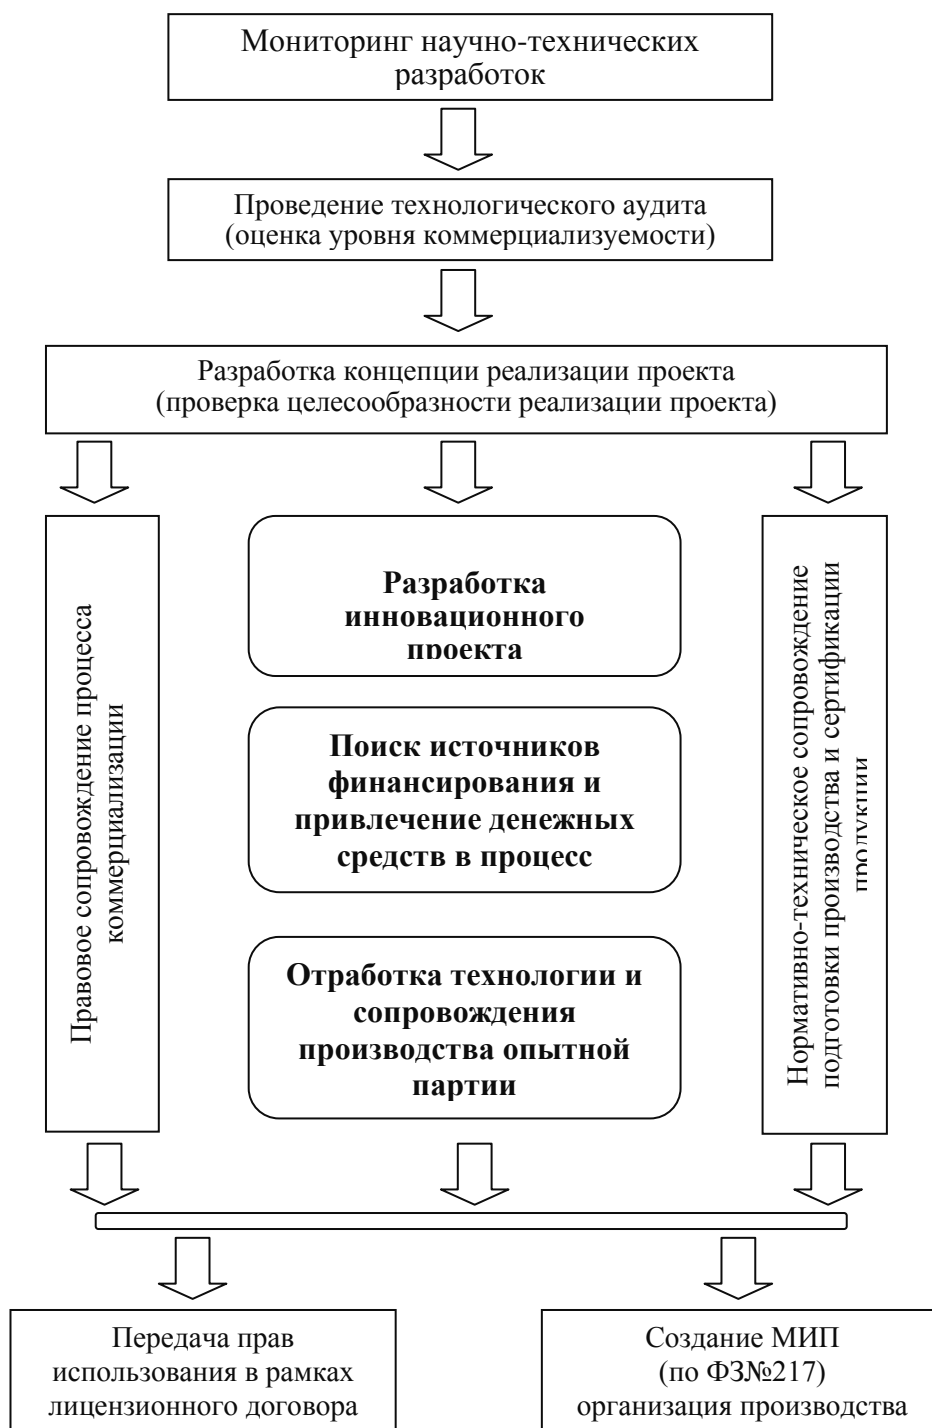 Мониторинг научно-технических
разработок
Проведение технологического аудита
(оценка уровня коммерциализуемости)
Разработка концепции реализации проекта
(проверка целесообразности реализации проекта)
Правовое сопровождение процесса
коммерциализации
Разработка
инновационного
проекта
Поиск источников
финансирования и
привлечение денежных
средств в процесс
Отработка технологии и
сопровождения
производства опытной
партии
Нормативно-техническое сопровождение
подготовки производства и сертификации
продукции
Передача прав
использования в рамках
лицензионного договора
Создание МИП
(по ФЗ№217)
организация производства